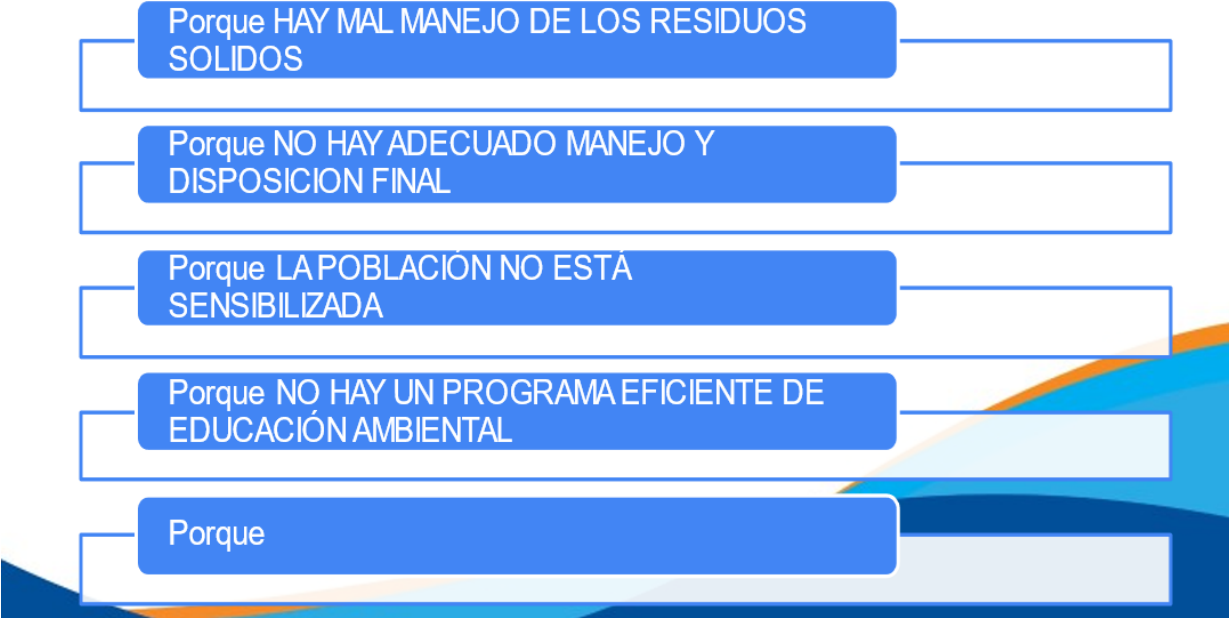 Porque HAY MAL MANEJO DE LOS RESIDUOS
SOLIDOS
Porque NO HAY ADECUADO MANEJO Y
DISPOSICION FINAL
Porque LA POBLACIÓN NO ESTÁ
SENSIBILIZADA
Porque NO HAY UN PROGRAMA EFICIENTE DE
EDUCACIÓN AMBIENTAL
Porque